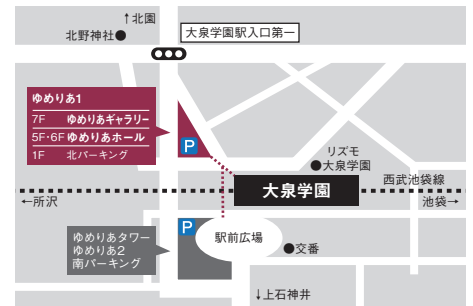 ↑北園
北野神社●
大泉学園駅入口第一
ゆめりあ1
7F ゆめりあギャラリー
5F・6F ゆめりあホール
1F 北パーキング
P
リズモ
●大泉学園
大泉学園
西武池袋線
←所沢
池袋→
P
ゆめりあタワー
ゆめりあ2
南パーキング
駅前広場
●交番
↓上石神井